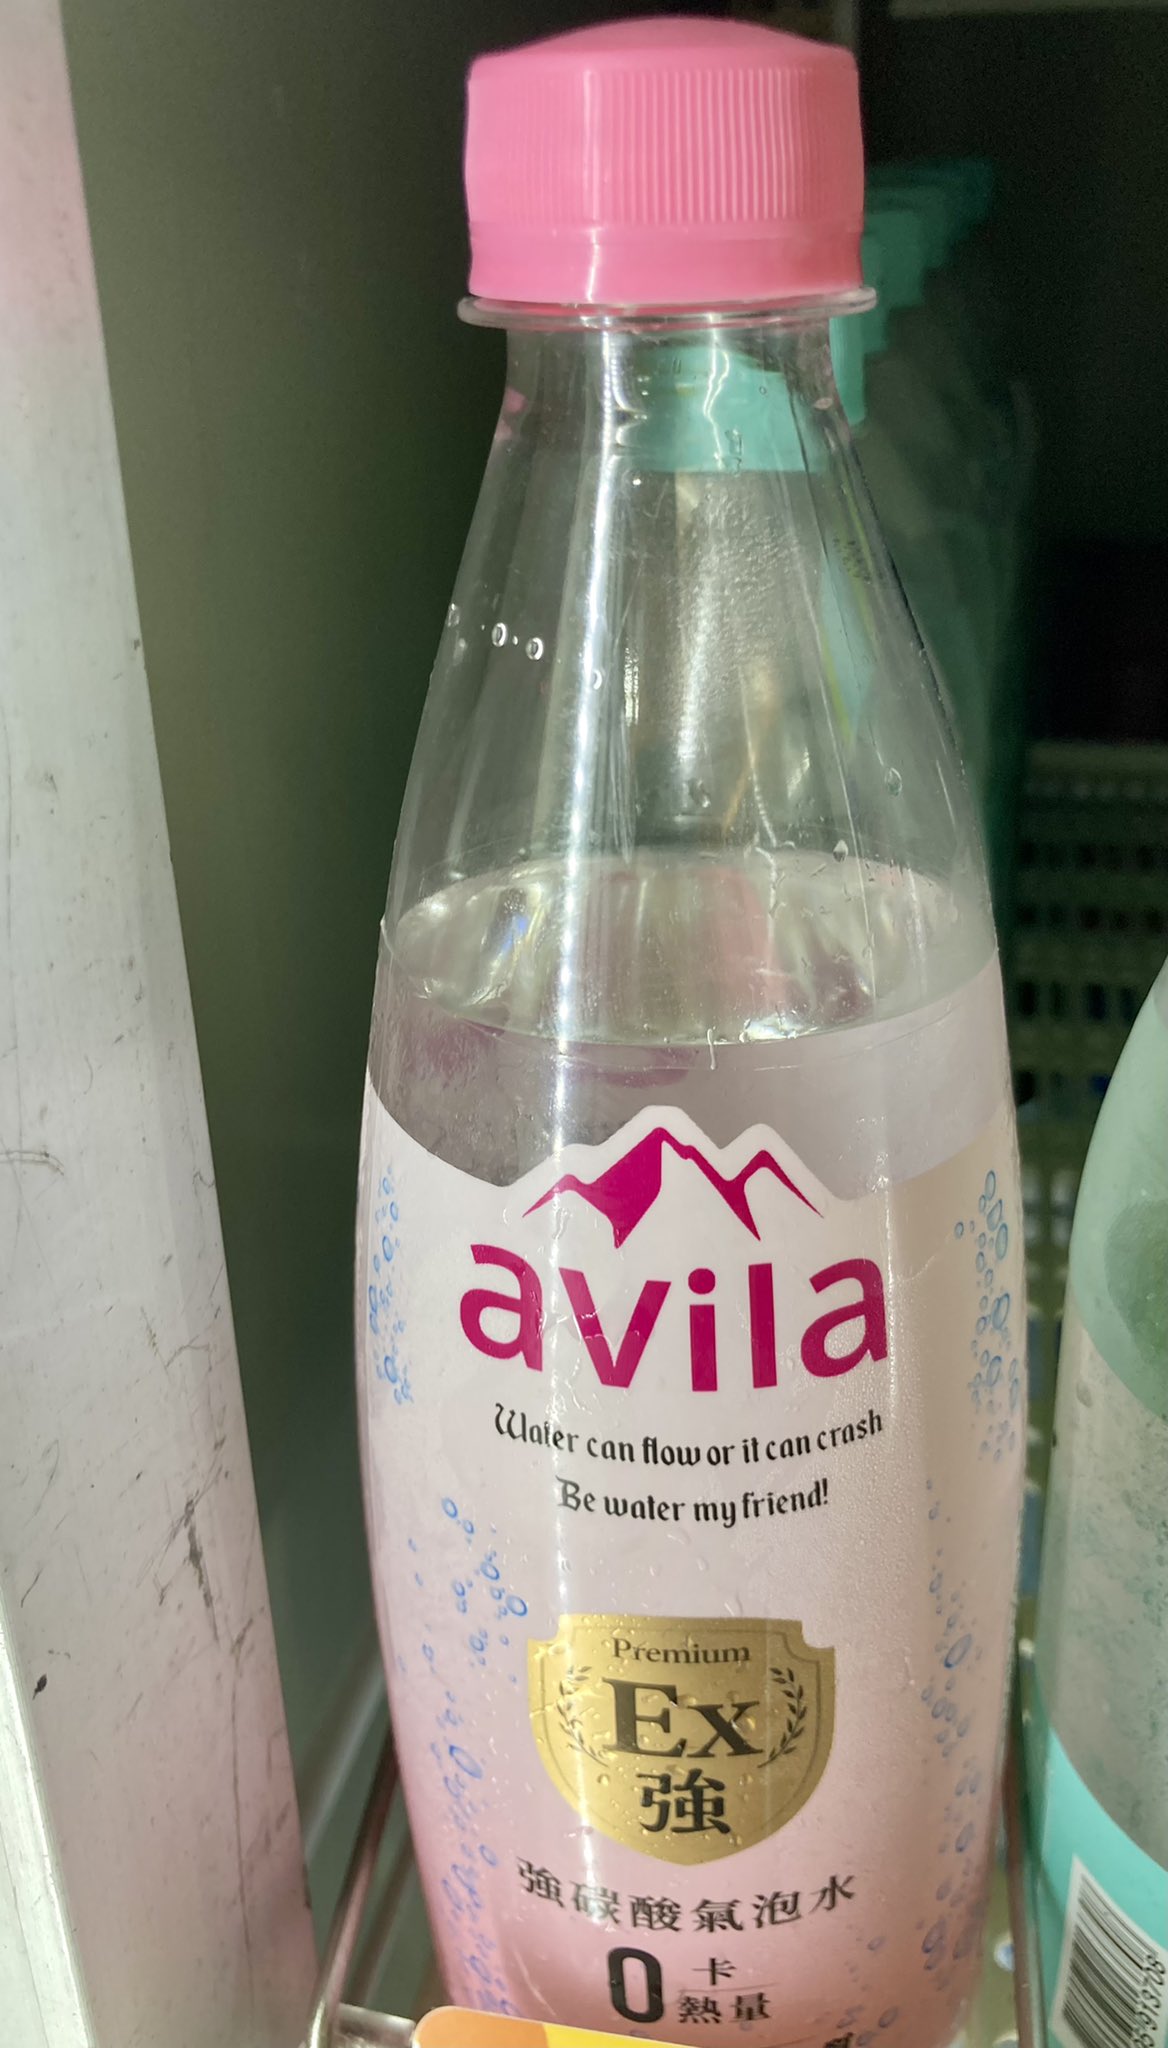 avila
Water can flow or it can crash
Be water my friend!
Premium
Ex
強
強碳酸氣泡水
0卡
熱量